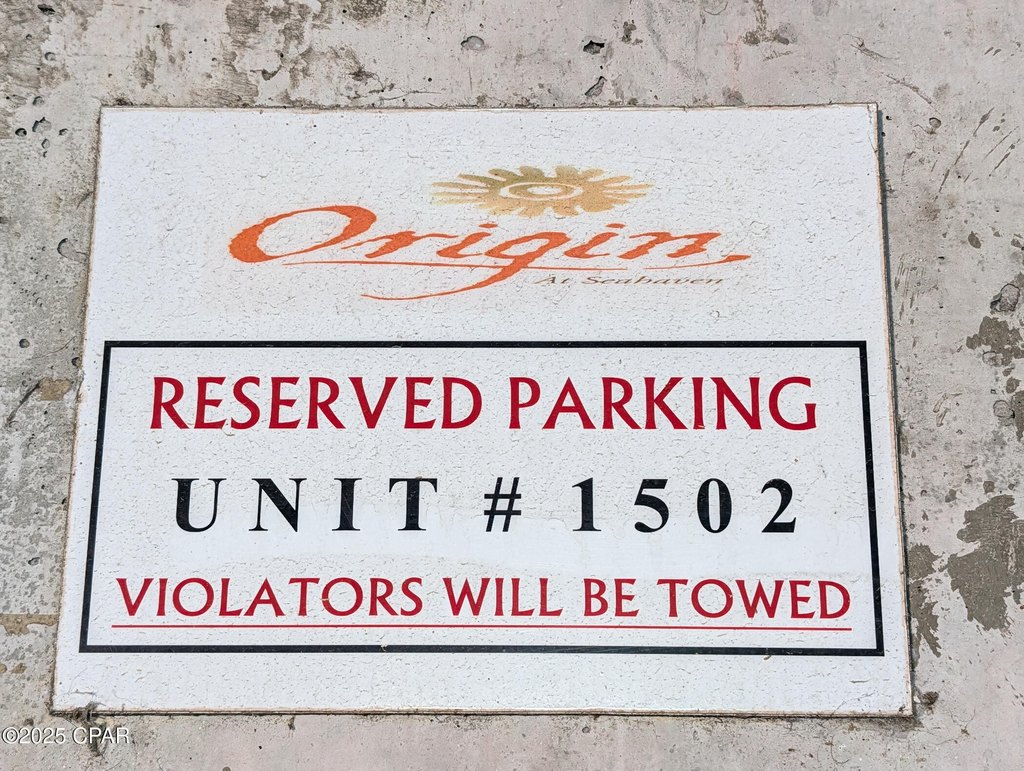 Origin
At Seahaven
RESERVED PARKING
UNIT # 1502
VIOLATORS WILL BE TOWED
©2025 CPAR